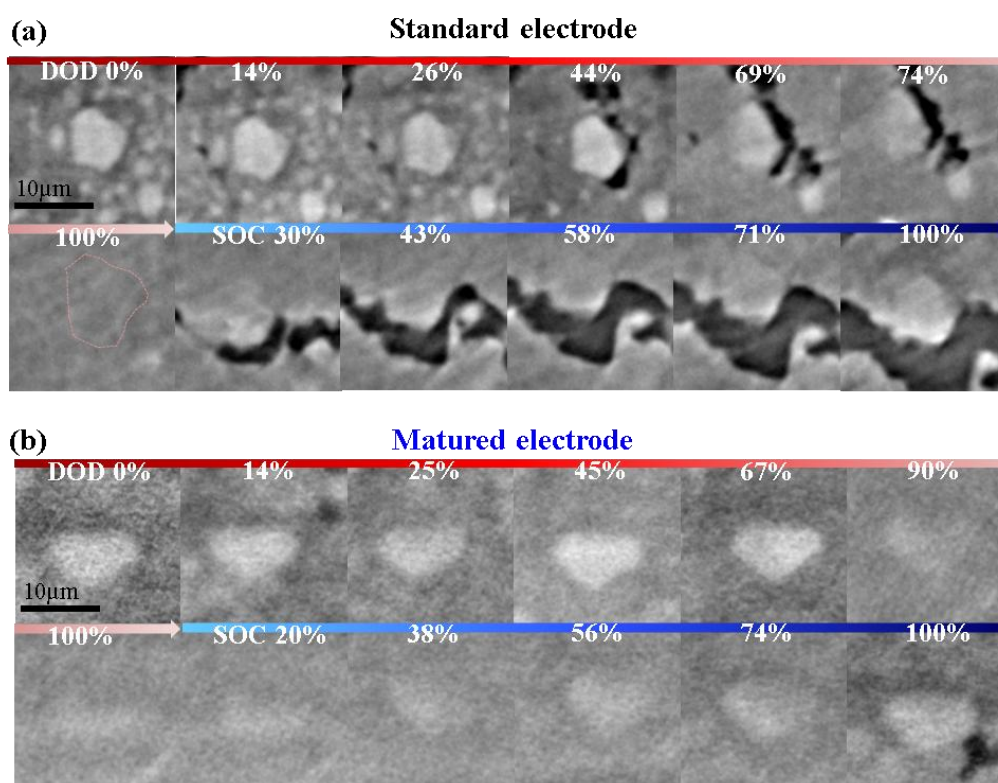 (a) Standard electrode
DOD 0% 14% 26% 44% 69% 74%
10µm
100% SOC 30% 43% 58% 71% 100%
(b) Matured electrode
DOD 0% 14% 25% 45% 67% 90%
10µm
100% SOC 20% 38% 56% 74% 100%